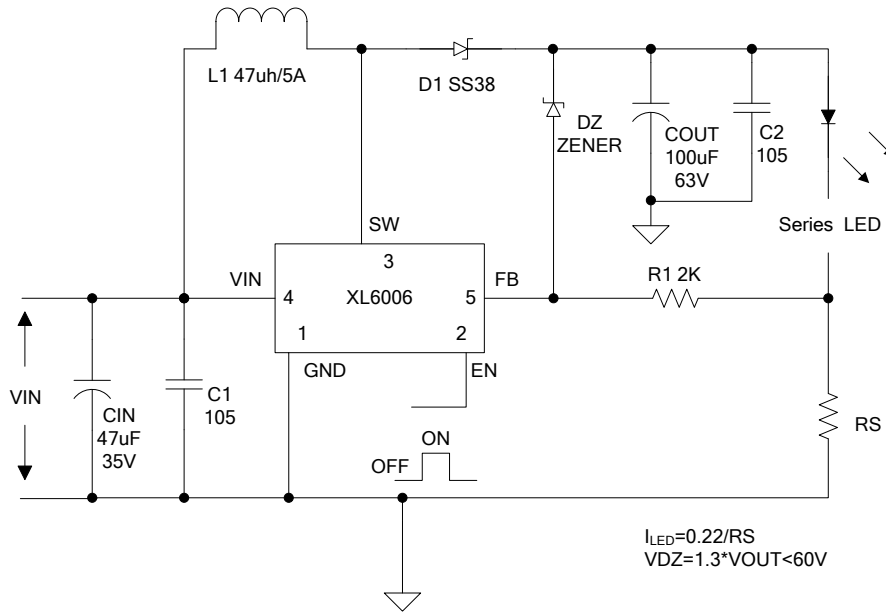 L1 47uh/5A
D1 SS38
DZ
ZENER
COUT
100uF
63V
C2
105
Series LED
SW
3
VIN
4
XL6006
5
FB
R1 2K
1
2
GND
EN
VIN
CIN
47uF
35V
C1
105
RS
ON
OFF
ILED=0.22/RS
VDZ=1.3*VOUT<60V